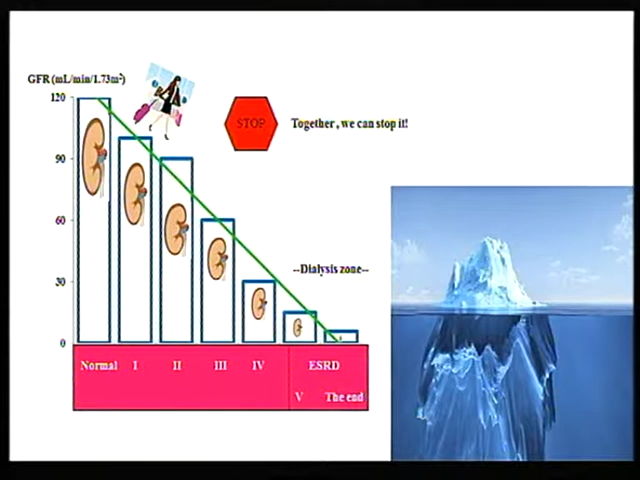 GFR (mL/min/1.73m²)
120
90
60
30
0
STOP
Together , we can stop it!
--Dialysis zone--
Normal I II III IV ESRD
V The end